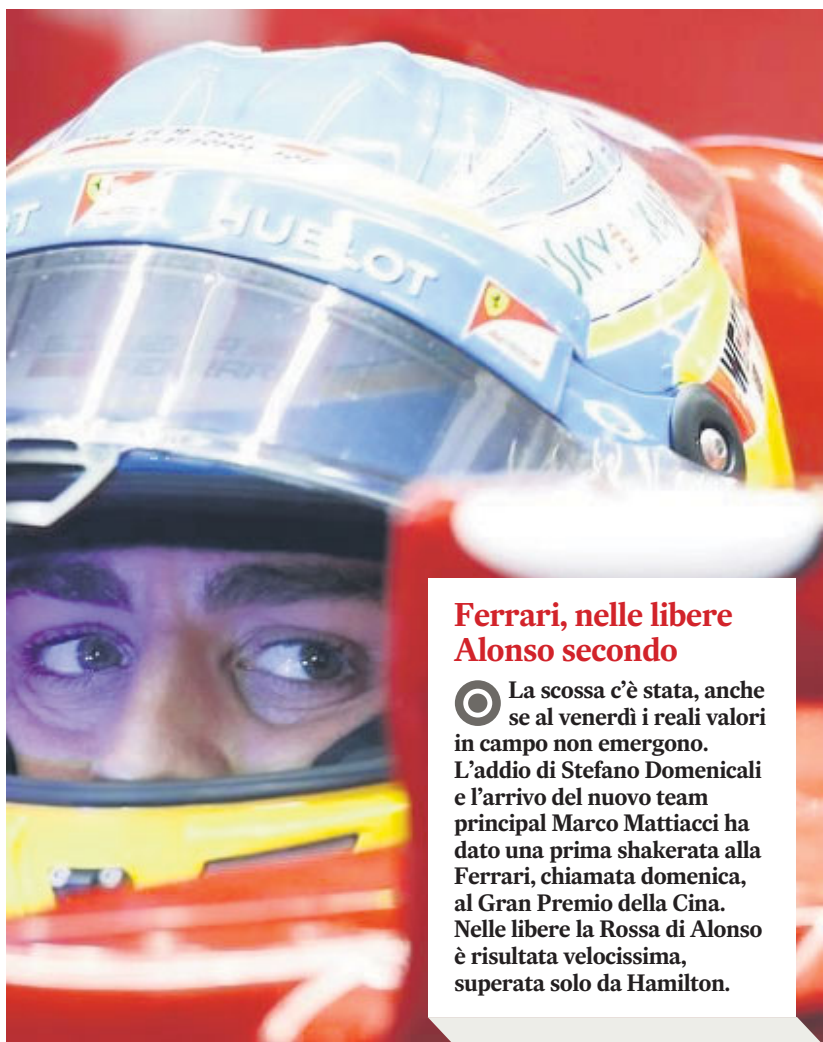 HUBLOT
SKY
Ferrari, nelle libere
Alonso secondo
La scossa c'è stata, anche
se al venerdì i reali valori
in campo non emergono.
L'addio di Stefano Domenicali
e l'arrivo del nuovo team
principal Marco Mattiacci ha
dato una prima shakerata alla
Ferrari, chiamata domenica,
al Gran Premio della Cina.
Nelle libere la Rossa di Alonso
è risultata velocissima,
superata solo da Hamilton.